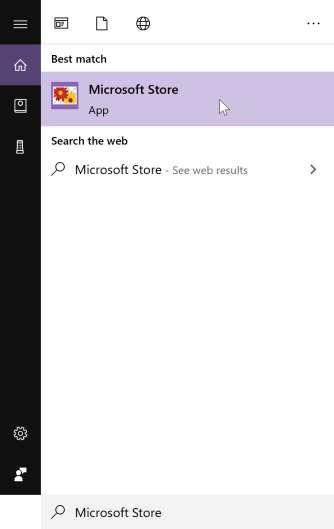 Best match
Microsoft Store
App
Search the web
Microsoft Store - See web results
Microsoft Store